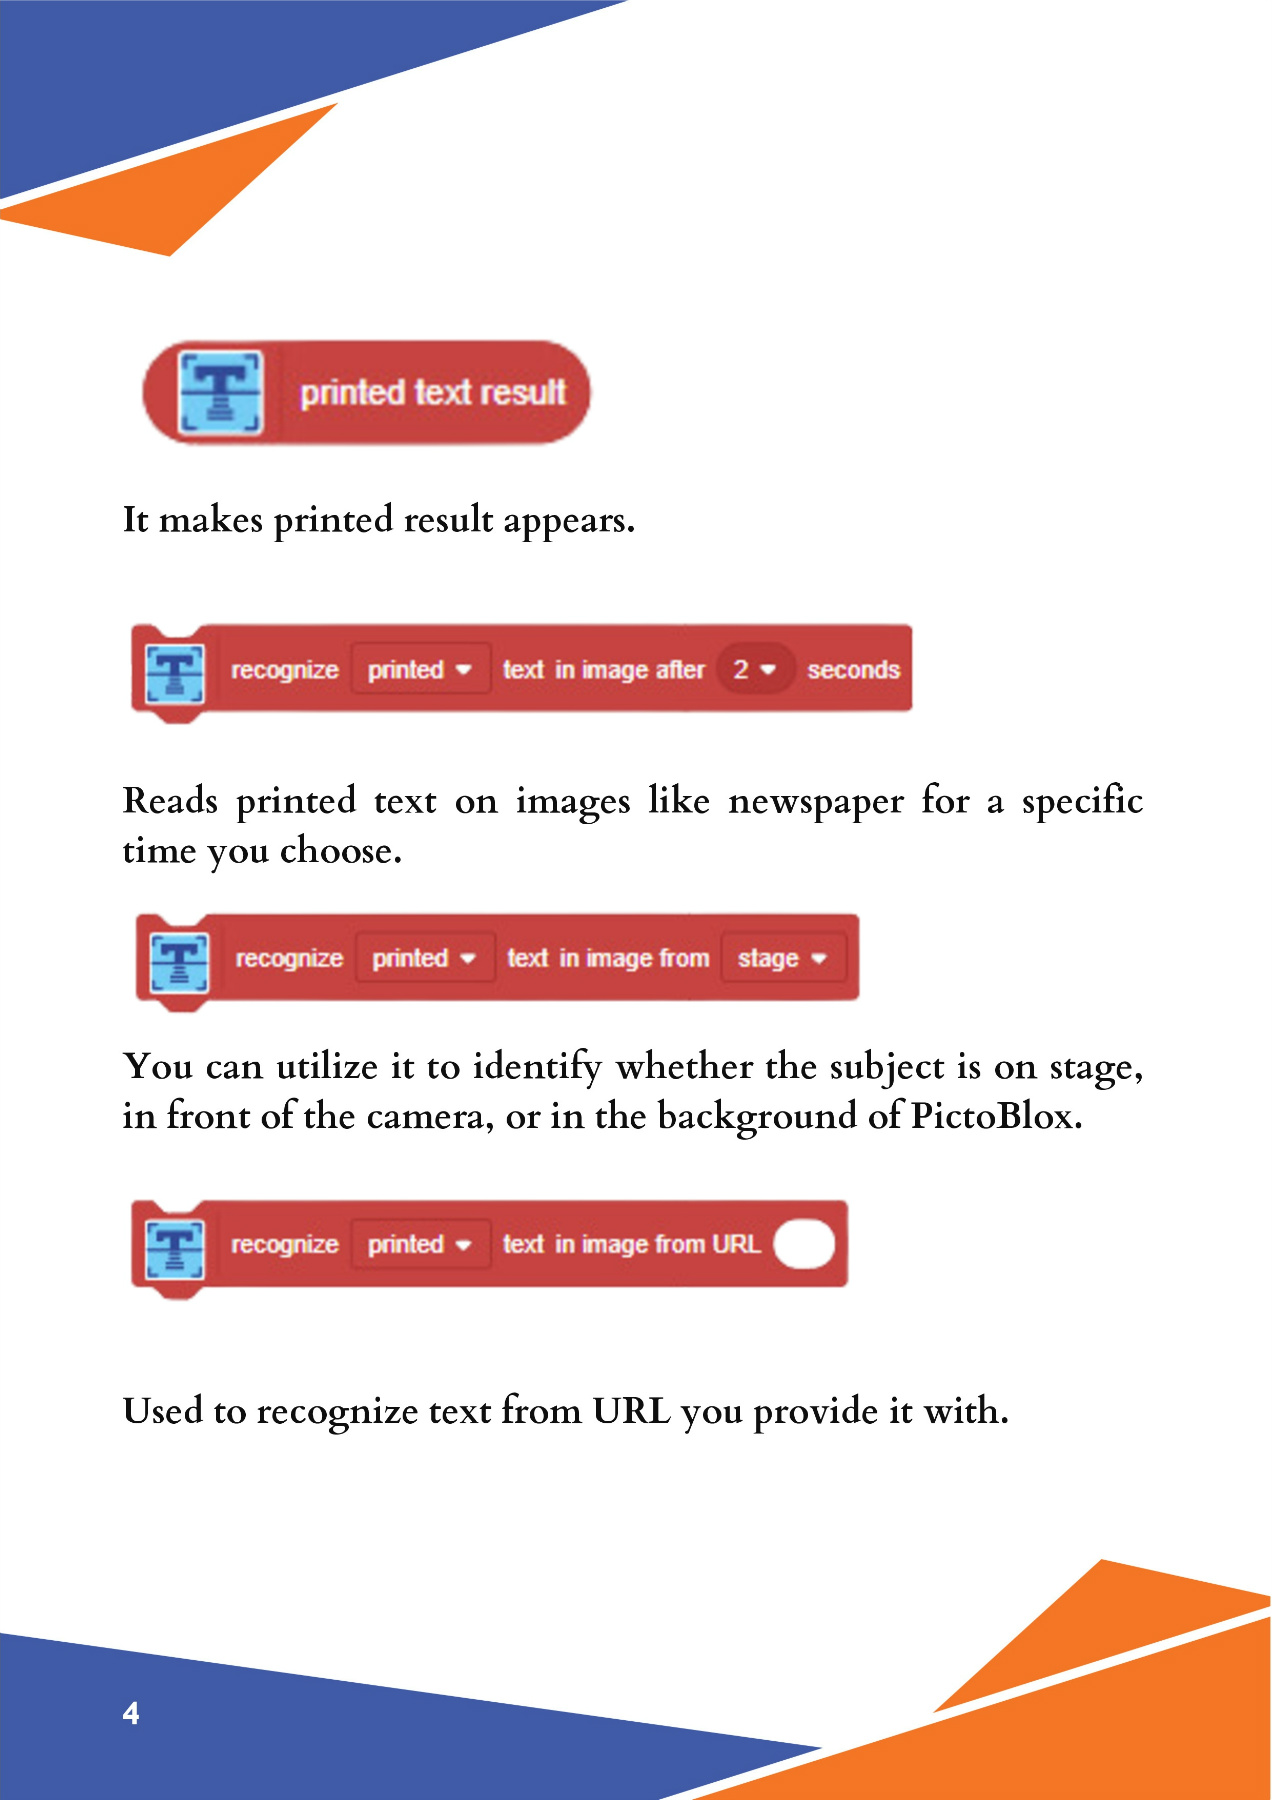 printed text result
It makes printed result appears.
recognize printed text in image after 2 seconds
Reads printed text on images like newspaper for a specific
time you choose.
recognize printed text in image from stage
You can utilize it to identify whether the subject is on stage,
in front of the camera, or in the background of PictoBlox.
recognize printed text in image from URL
Used to recognize text from URL you provide it with.
4